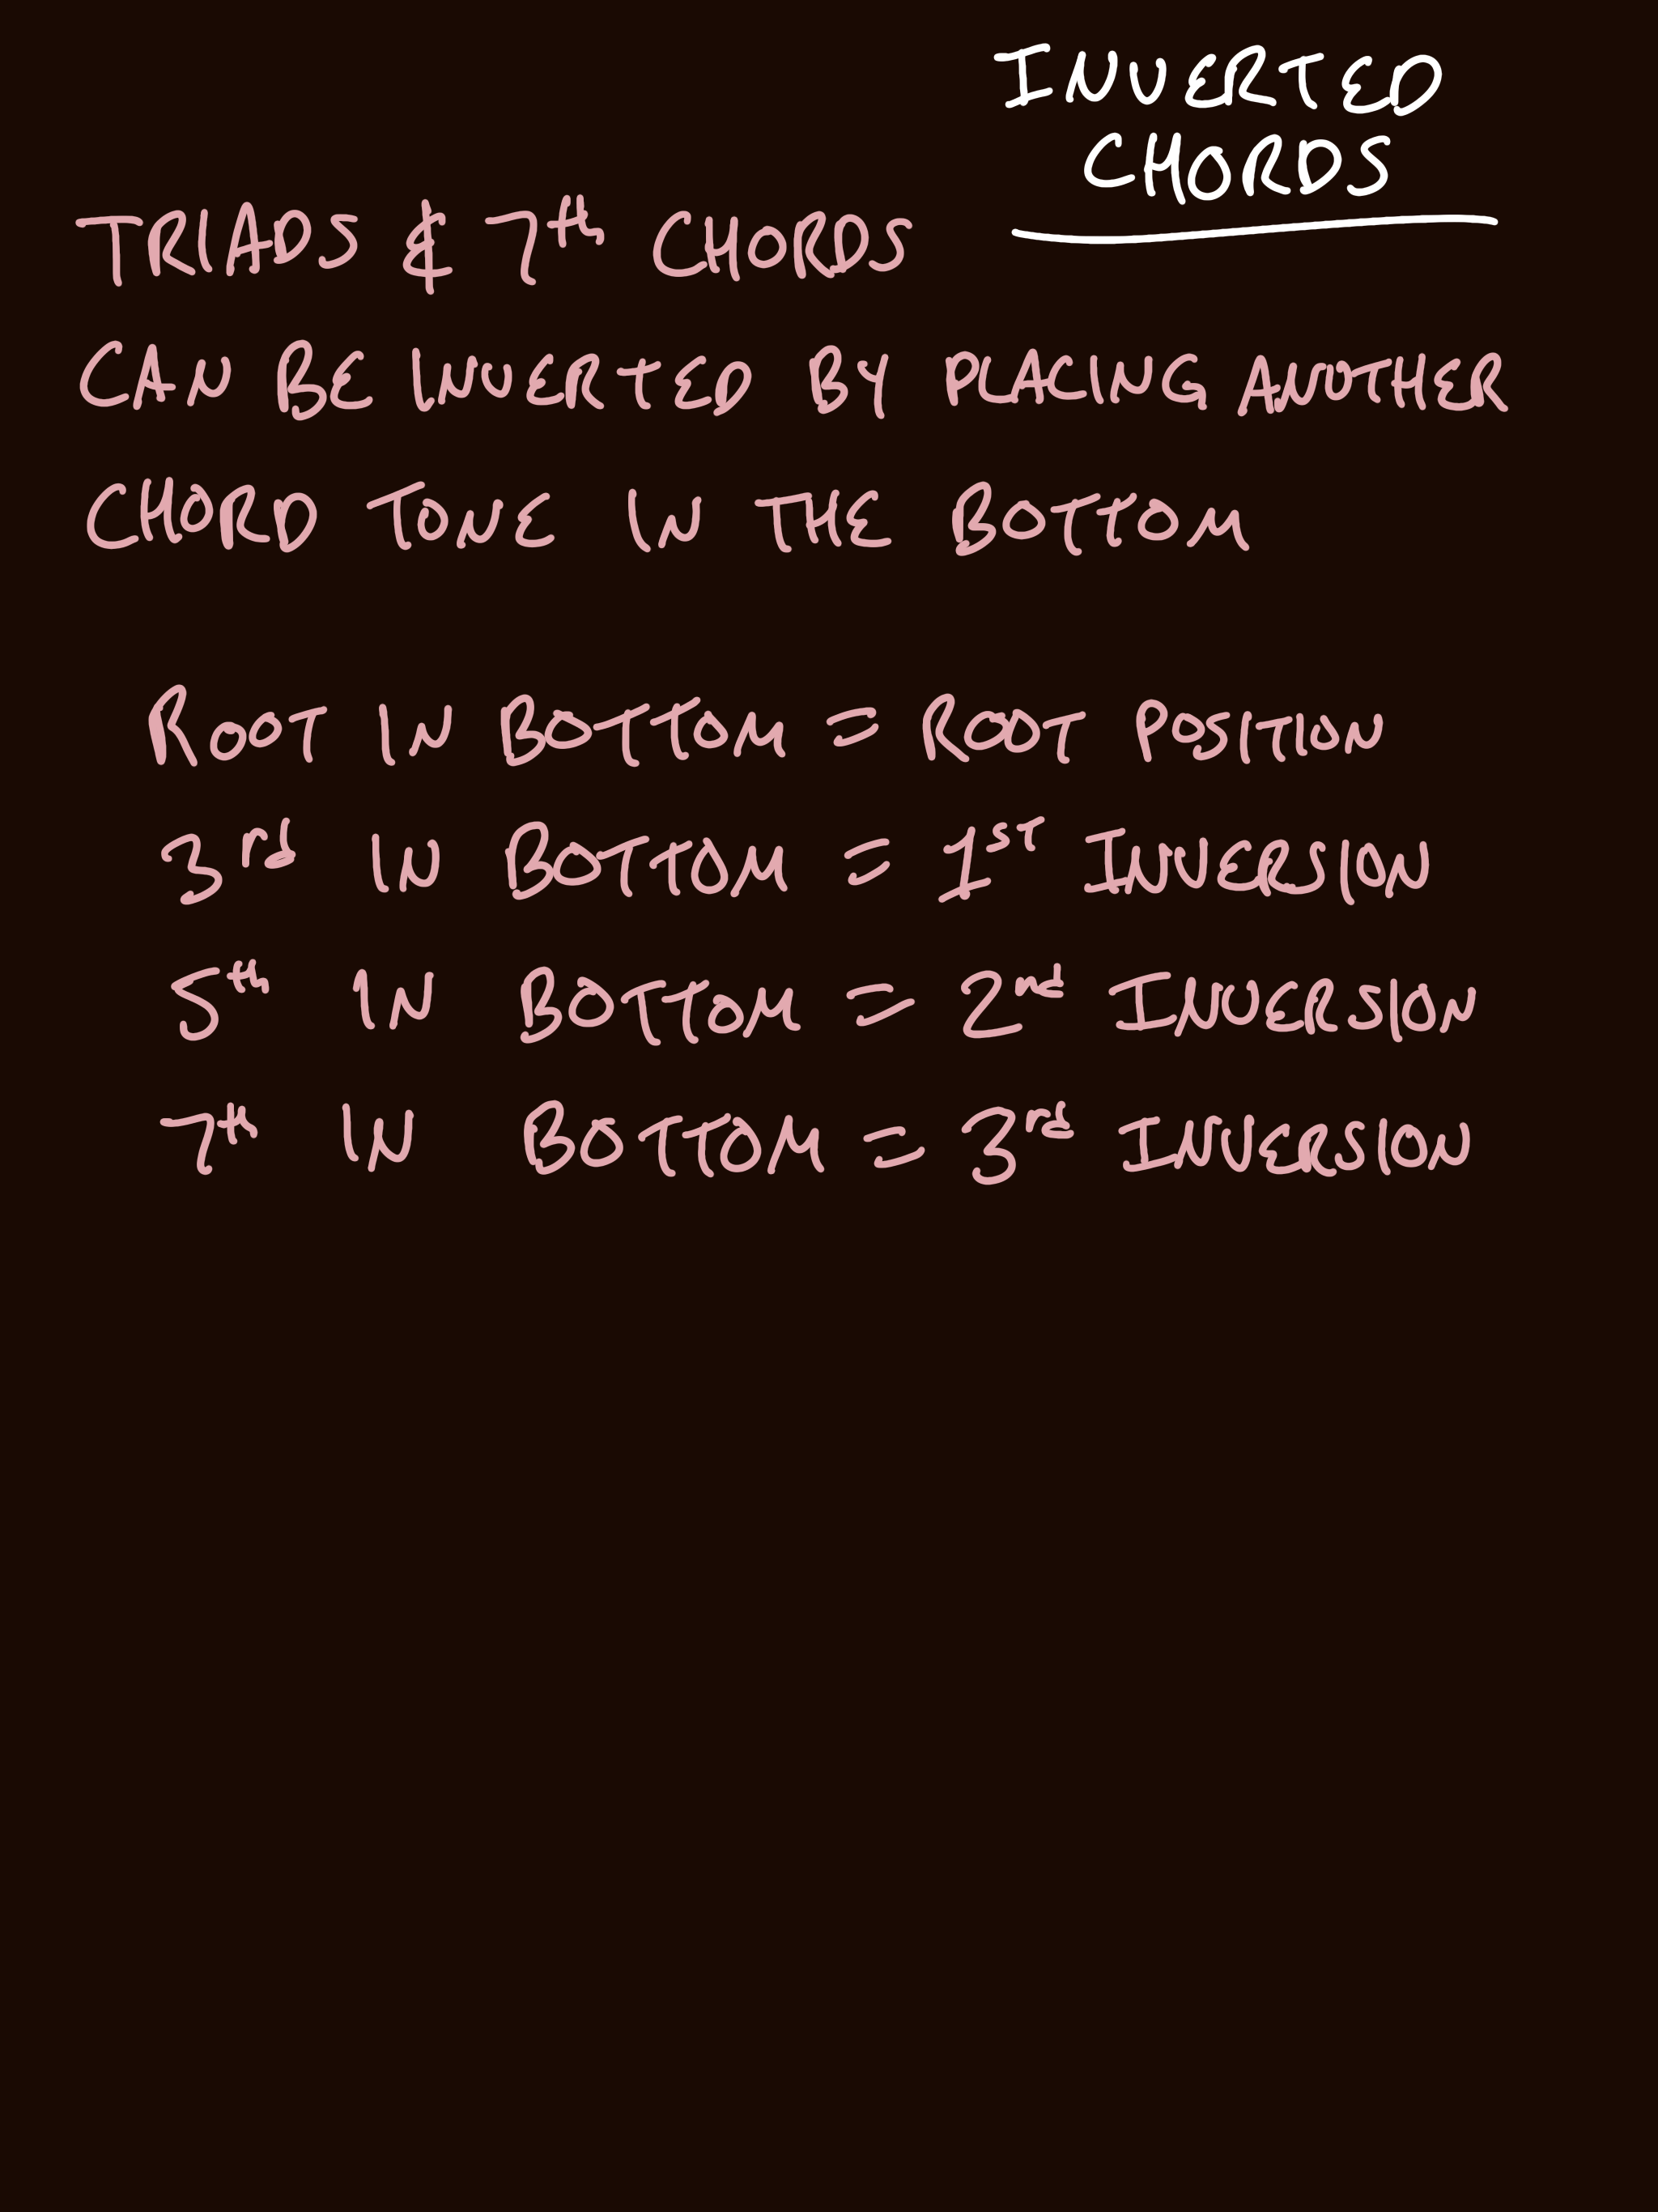 INVERTED
CHORDS
TRIADS & 7th CHORDS
CAN BE INVERTED BY PLACING ANOTHER
CHORD TONE IN THE BOTTOM
ROOT IN BOTTOM = ROOT POSITION
3rd IN BOTTOM = 1ST INVERSION
5th IN BOTTOM = 2nd INVERSION
7th IN BOTTOM = 3rd INVERSION